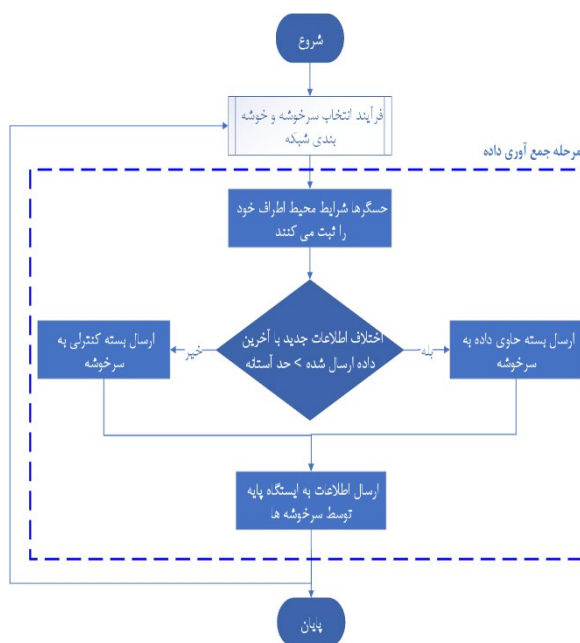 شروع
فرآیند انتخاب سرخوشه و خوشه
بندی شبکه
مرحله جمع آوری داده
حسگرها شرایط محیط اطراف خود
را ثبت می کنند
اختلاف اطلاعات جدید با آخرین
داده ارسال شده > حد آستانه
بله
خیر
ارسال بسته حاوی داده به
سرخوشه
ارسال بسته کنترلی به
سرخوشه
ارسال اطلاعات به ایستگاه پایه
توسط سرخوشه ها
پایان